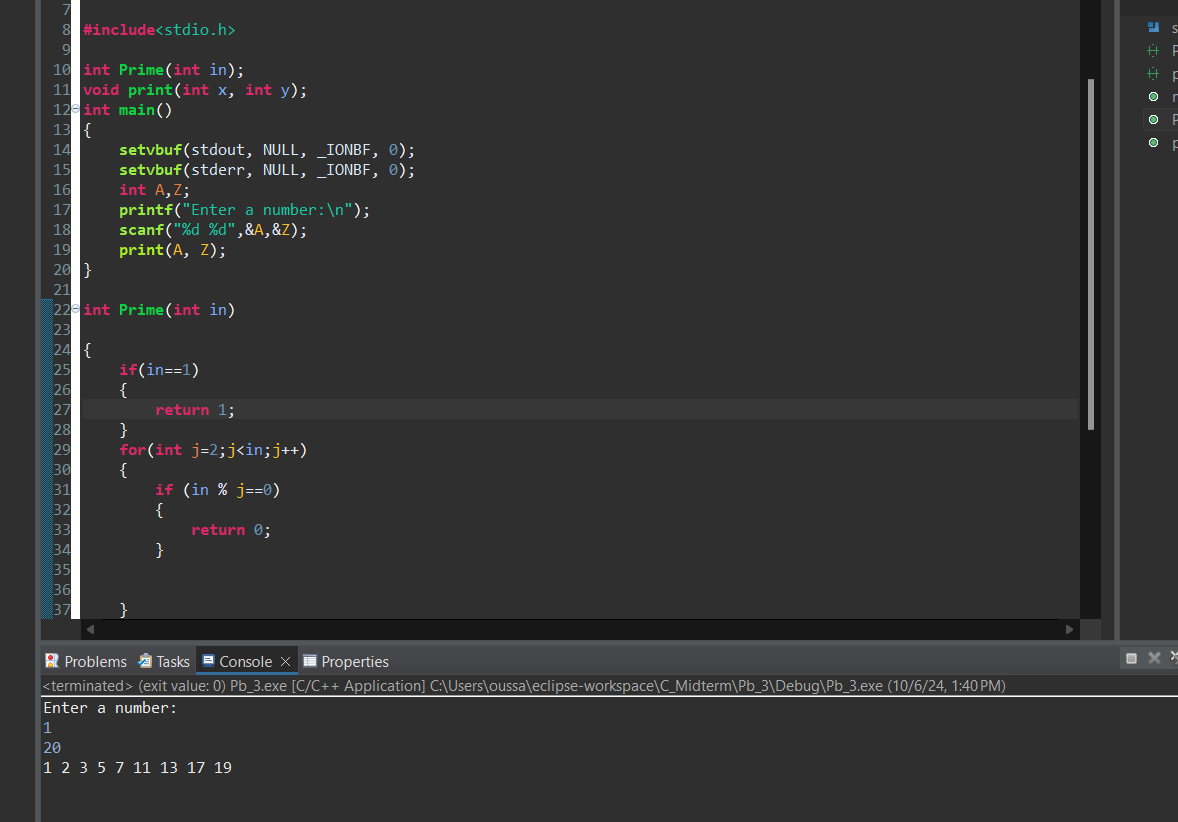 7
8 #include<stdio.h>
9
10 int Prime(int in);
11 void print(int x, int y);
12 int main()
13 {
14 setvbuf(stdout, NULL, _IONBF, 0);
15 setvbuf(stderr, NULL, _IONBF, 0);
16 int A,Z;
17 printf("Enter a number:\n");
18 scanf("%d %d",&A,&Z);
19 print(A, Z);
20 }
21
22 int Prime(int in)
23
24 {
25 if(in==1)
26 {
27 return 1;
28 }
29 for(int j=2;j<in;j++)
30 {
31 if (in % j==0)
32 {
33 return 0;
34 }
35
36
37 }
Problems Tasks Console Properties
<terminated> (exit value: 0) Pb_3.exe [C/C++ Application] C:\Users\oussa\eclipse-workspace\C_Midterm\Pb_3\Debug\Pb_3.exe (10/6/24, 1:40 PM)
Enter a number:
1
20
1 2 3 5 7 11 13 17 19